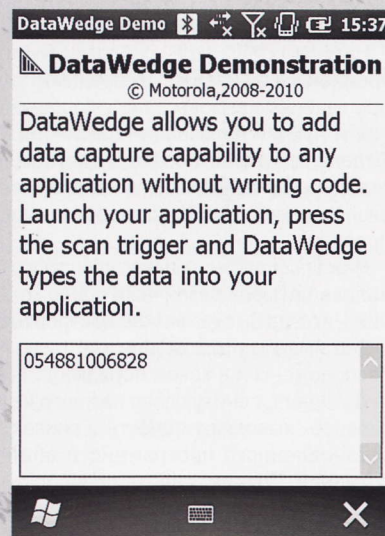 DataWedge Demo 15:37
DataWedge Demonstration
© Motorola,2008-2010
DataWedge allows you to add
data capture capability to any
application without writing code.
Launch your application, press
the scan trigger and DataWedge
types the data into your
application.
054881006828